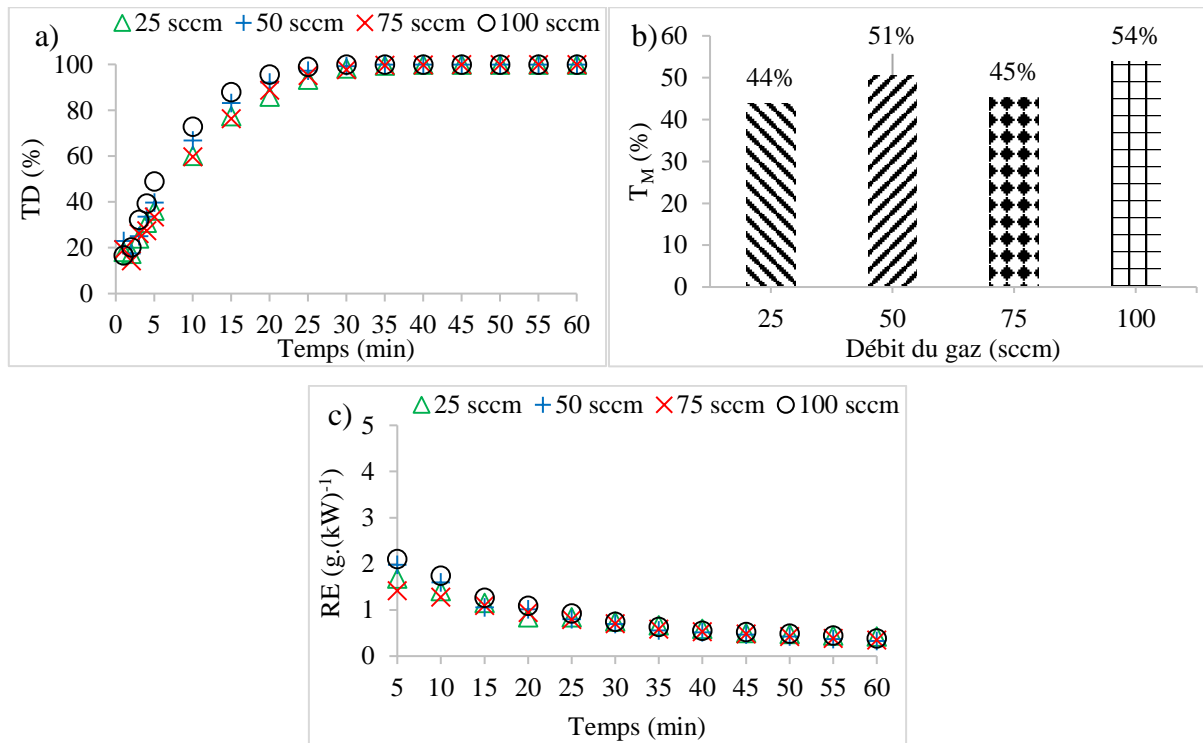 △ 25 sccm + 50 sccm × 75 sccm ○ 100 sccm
a)
100
80
60
40
20
0
TD (%)
0 5 10 15 20 25 30 35 40 45 50 55 60
Temps (min)
b)
60
50
40
30
20
10
0
T_M (%)
44%
51%
45%
54%
25 50 75 100
Débit du gaz (sccm)
△ 25 sccm + 50 sccm × 75 sccm ○ 100 sccm
c)
5
4
3
2
1
0
RE (g.(kW)⁻¹
5 10 15 20 25 30 35 40 45 50 55 60
Temps (min)